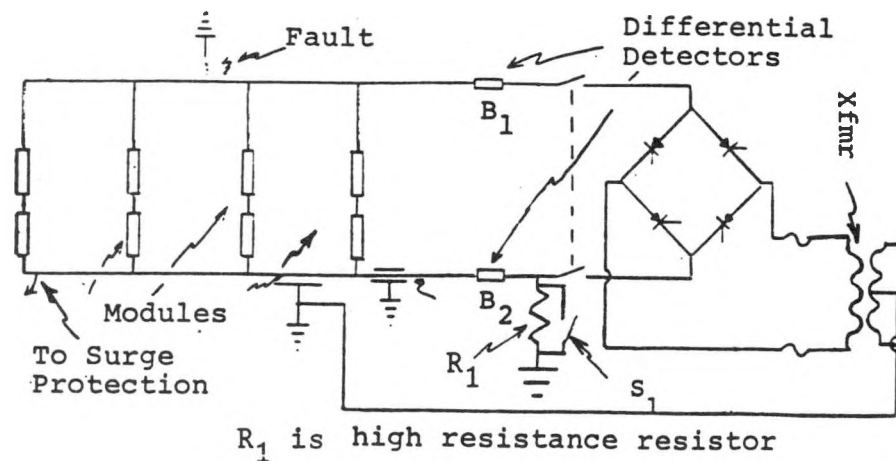 Fault
Differential
Detectors
B1
Xfmr
Modules
B2
To Surge
Protection
R1
S1
R1 is high resistance resistor